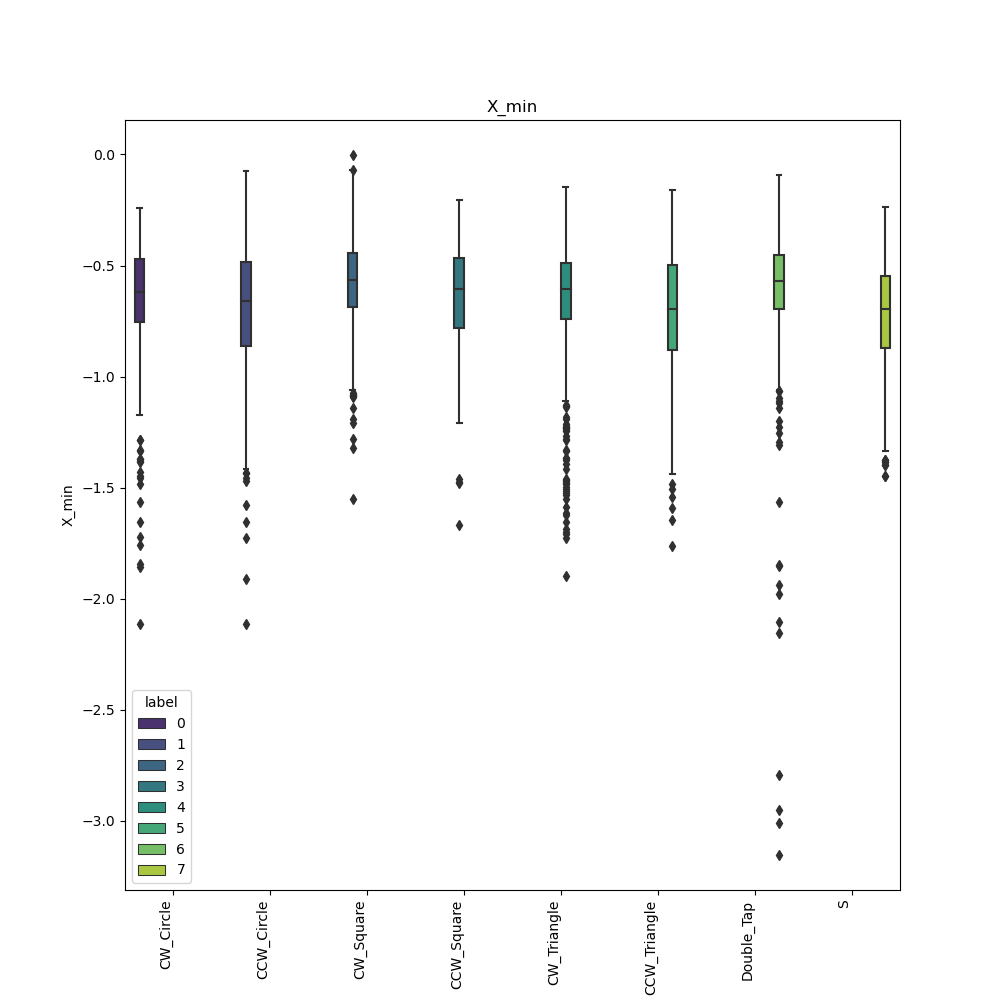 X_min
0.0
−0.5
−1.0
−1.5
−2.0
−2.5
−3.0
X_min
label
0
1
2
3
4
5
6
7
CW_Circle
CCW_Circle
CW_Square
CCW_Square
CW_Triangle
CCW_Triangle
Double_Tap
S